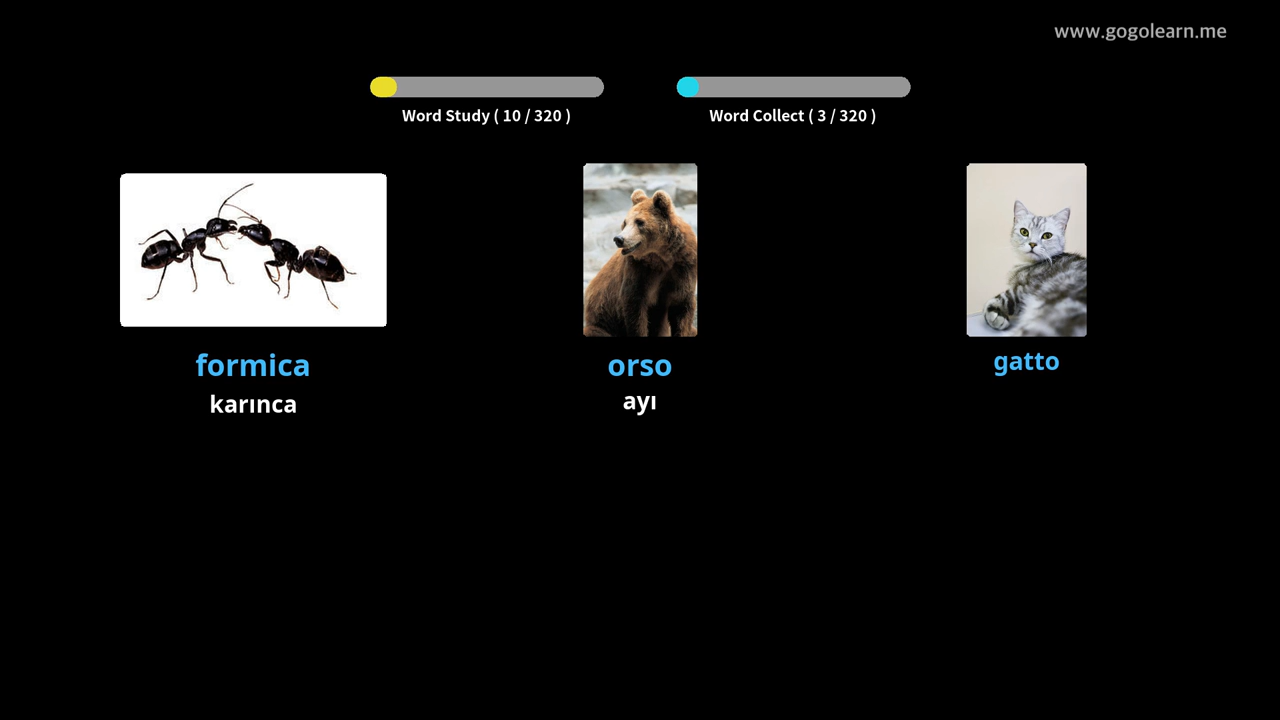 www.gogolearn.me
Word Study ( 10 / 320 )
Word Collect ( 3 / 320 )
formica
orso
gatto
karınca
ayı